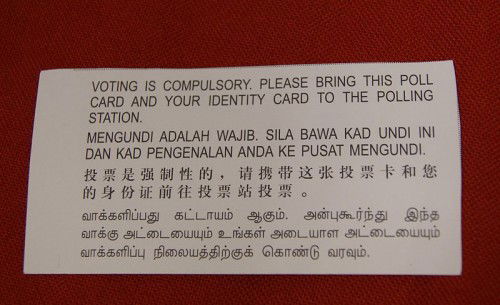 VOTING IS COMPULSORY. PLEASE BRING THIS POLL
CARD AND YOUR IDENTITY CARD TO THE POLLING
STATION.
MENGUNDI ADALAH WAJIB. SILA BAWA KAD UNDI INI
DAN KAD PENGENALAN ANDA KE PUSAT MENGUNDI.
投票是强制性的，请携带这张投票卡和您
的身份证前往投票站投票。
வாக்களிப்பது கட்டாயம் ஆகும். அன்புகூர்ந்து இந்த
வாக்கு அட்டையையும் உங்கள் அடையாள அட்டையையும்
வாக்களிப்பு நிலையத்திற்குக் கொண்டு வரவும்.